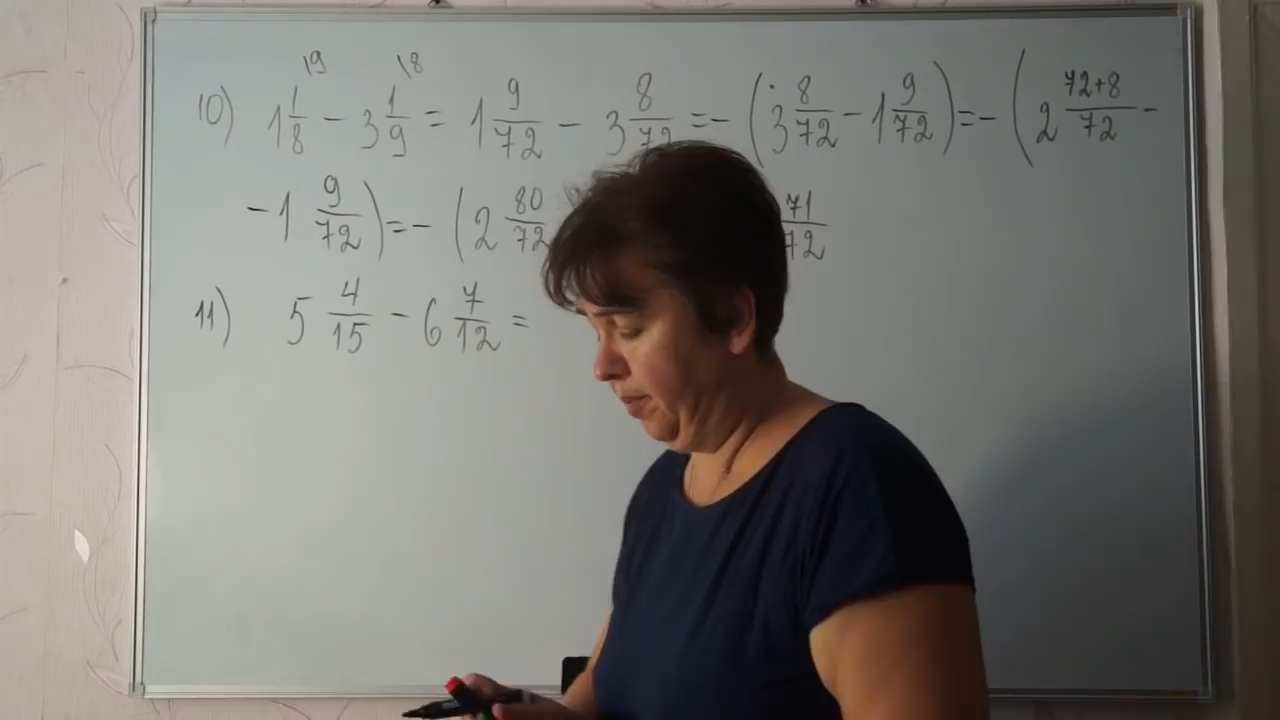 \9 \8
10) 1 1/8 - 3 1/9 = 1 9/72 - 3 8/72 = - (3 8/72 - 1 9/72) = - (2 72+8/72 -
- 1 9/72) = - (2 80/72 71/72
11) 5 4/15 - 6 7/12 =